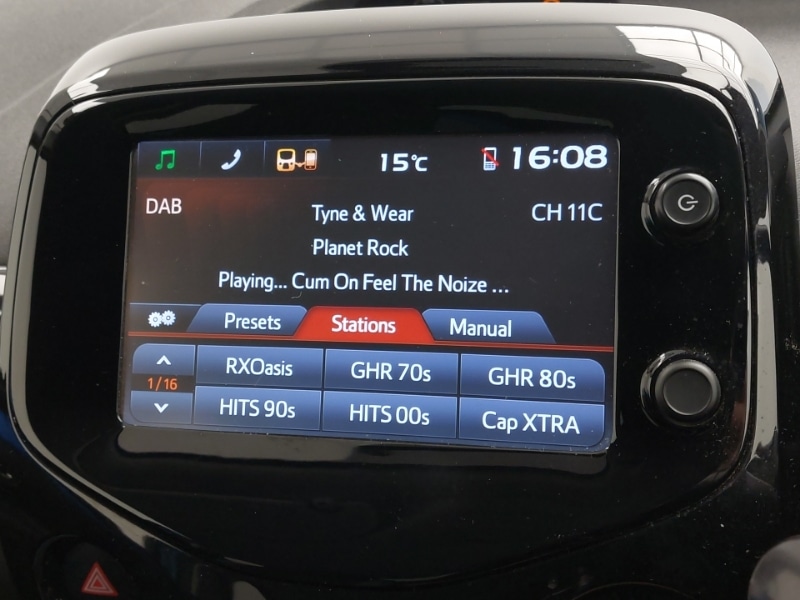 15°C 16:08
DAB Tyne & Wear CH 11C
Planet Rock
Playing... Cum On Feel The Noize ...
Presets Stations Manual
RXOasis GHR 70s GHR 80s
1/16
HITS 90s HITS 00s Cap XTRA